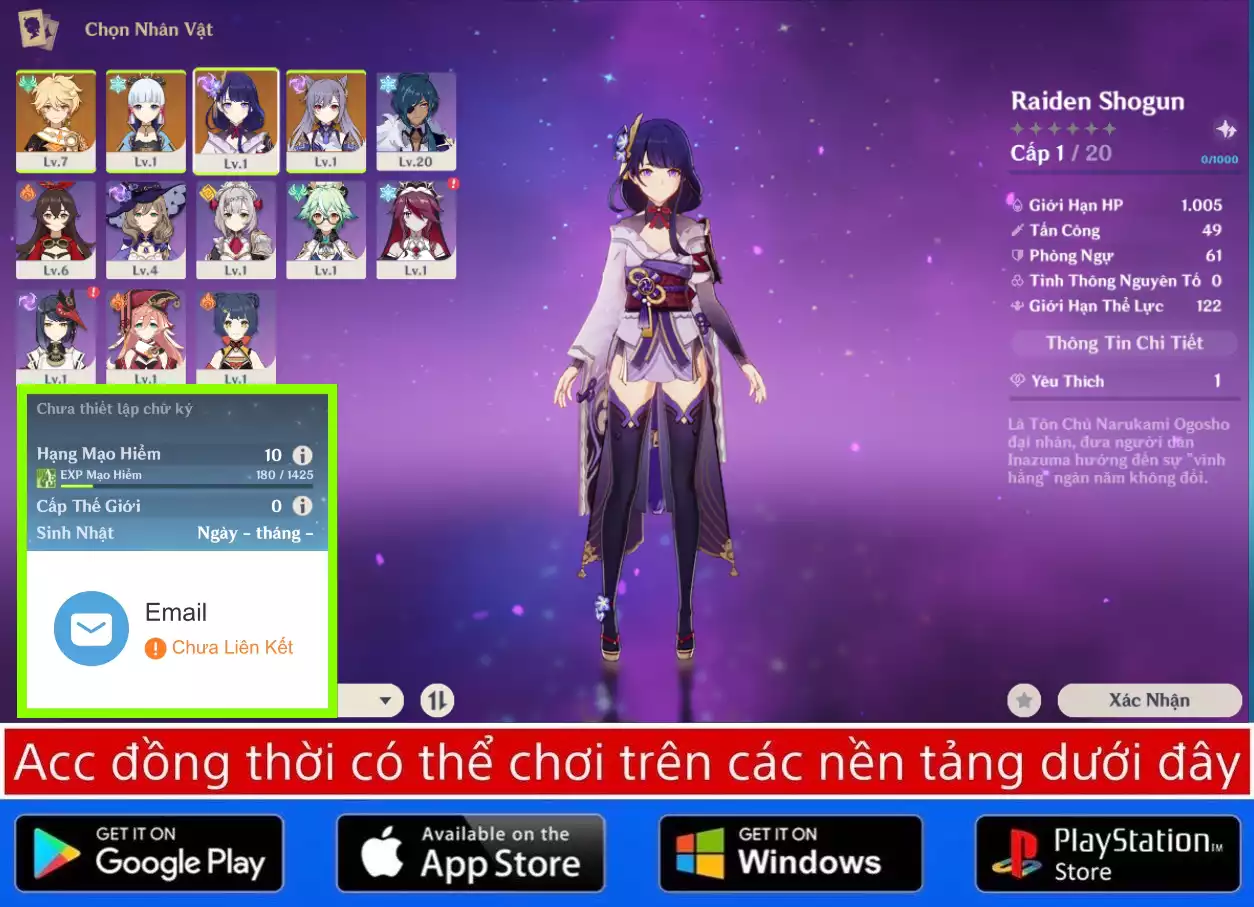 Chọn Nhân Vật
Lv.7
Lv.1
Lv.1
Lv.1
Lv.20
Lv.6
Lv.4
Lv.1
Lv.1
Lv.1
Lv.1
Lv.1
Lv.1
Chưa thiết lập chữ ký
Hạng Mạo Hiểm 10
EXP Mạo Hiểm 180 / 1425
Cấp Thế Giới 0
Sinh Nhật Ngày - tháng -
Email
Chưa Liên Kết
Raiden Shogun
Cấp 1 / 20
0/1000
Giới Hạn HP 1.005
Tấn Công 49
Phòng Ngự 61
Tinh Thông Nguyên Tố 0
Giới Hạn Thể Lực 122
Thông Tin Chi Tiết
Yêu Thích 1
Là Tôn Chủ Narukami Ogosho
đại nhân, đưa người dân
Inazuma hướng đến sự "vĩnh
hằng" ngàn năm không đổi.
Xác Nhận
Acc đồng thời có thể chơi trên các nền tảng dưới đây
GET IT ON
Google Play
Available on the
App Store
GET IT ON
Windows
PlayStation™
Store